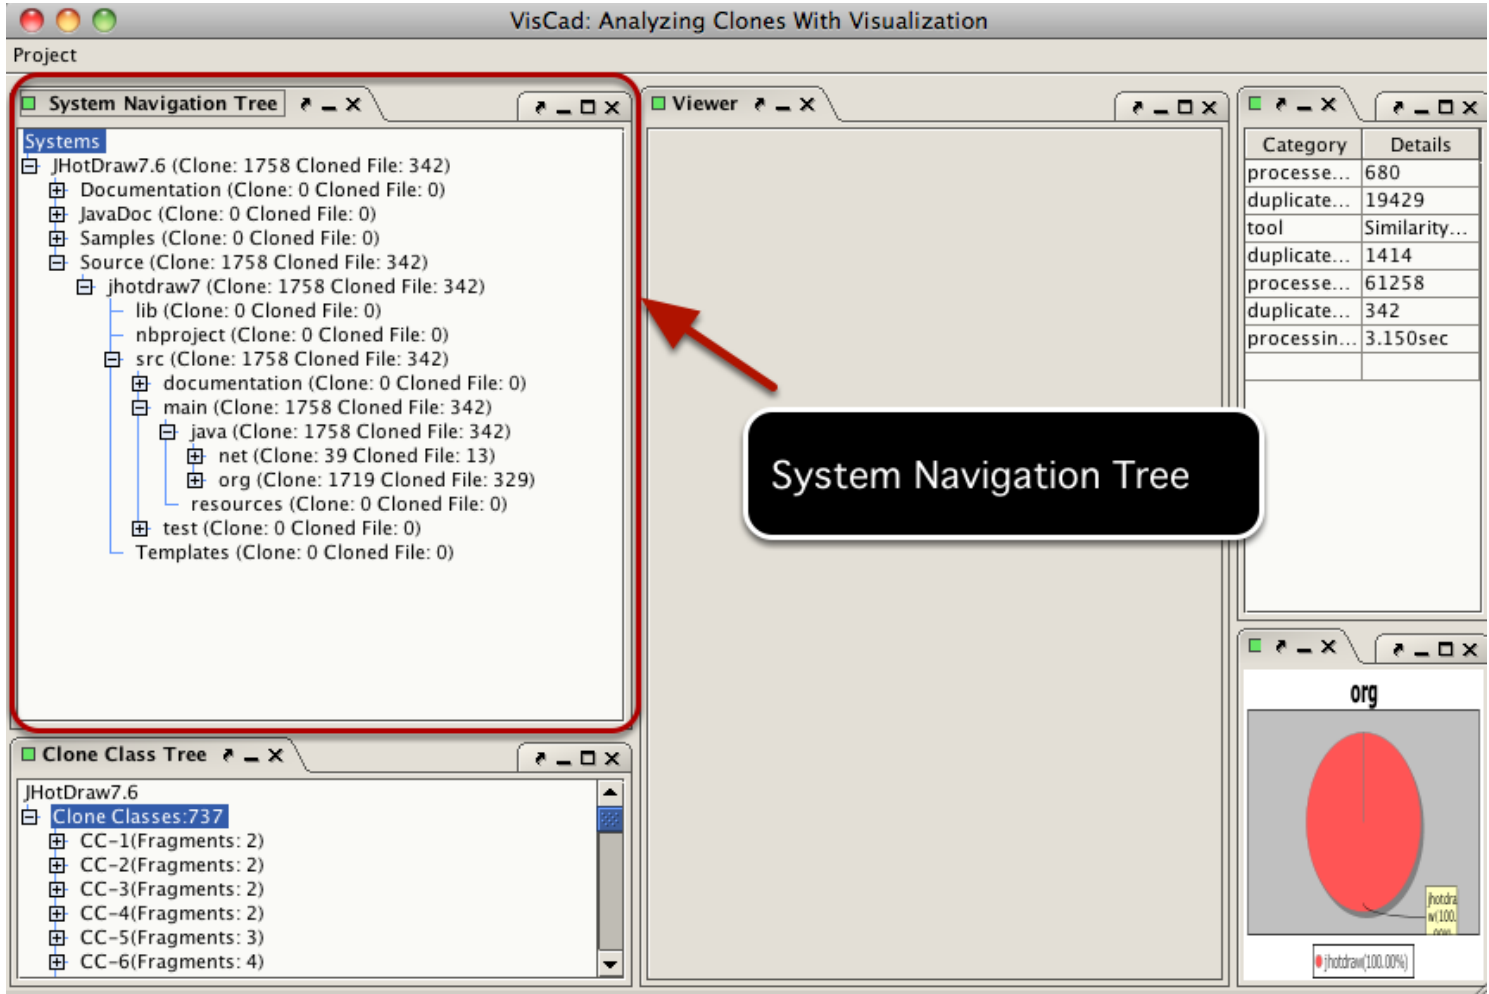 VisCad: Analyzing Clones With Visualization
Project
System Navigation Tree
Systems
JHotDraw7.6 (Clone: 1758 Cloned File: 342)
Documentation (Clone: 0 Cloned File: 0)
JavaDoc (Clone: 0 Cloned File: 0)
Samples (Clone: 0 Cloned File: 0)
Source (Clone: 1758 Cloned File: 342)
jhotdraw7 (Clone: 1758 Cloned File: 342)
lib (Clone: 0 Cloned File: 0)
nbproject (Clone: 0 Cloned File: 0)
src (Clone: 1758 Cloned File: 342)
documentation (Clone: 0 Cloned File: 0)
main (Clone: 1758 Cloned File: 342)
java (Clone: 1758 Cloned File: 342)
net (Clone: 39 Cloned File: 13)
org (Clone: 1719 Cloned File: 329)
resources (Clone: 0 Cloned File: 0)
test (Clone: 0 Cloned File: 0)
Templates (Clone: 0 Cloned File: 0)
Clone Class Tree
JHotDraw7.6
Clone Classes:737
CC-1(Fragments: 2)
CC-2(Fragments: 2)
CC-3(Fragments: 2)
CC-4(Fragments: 2)
CC-5(Fragments: 3)
CC-6(Fragments: 4)
Viewer
System Navigation Tree
Category Details
processe... 680
duplicate... 19429
tool Similarity...
duplicate... 1414
processe... 61258
duplicate... 342
processin... 3.150sec
org
jhotdra
w(100.
jhotdraw(100.00%)